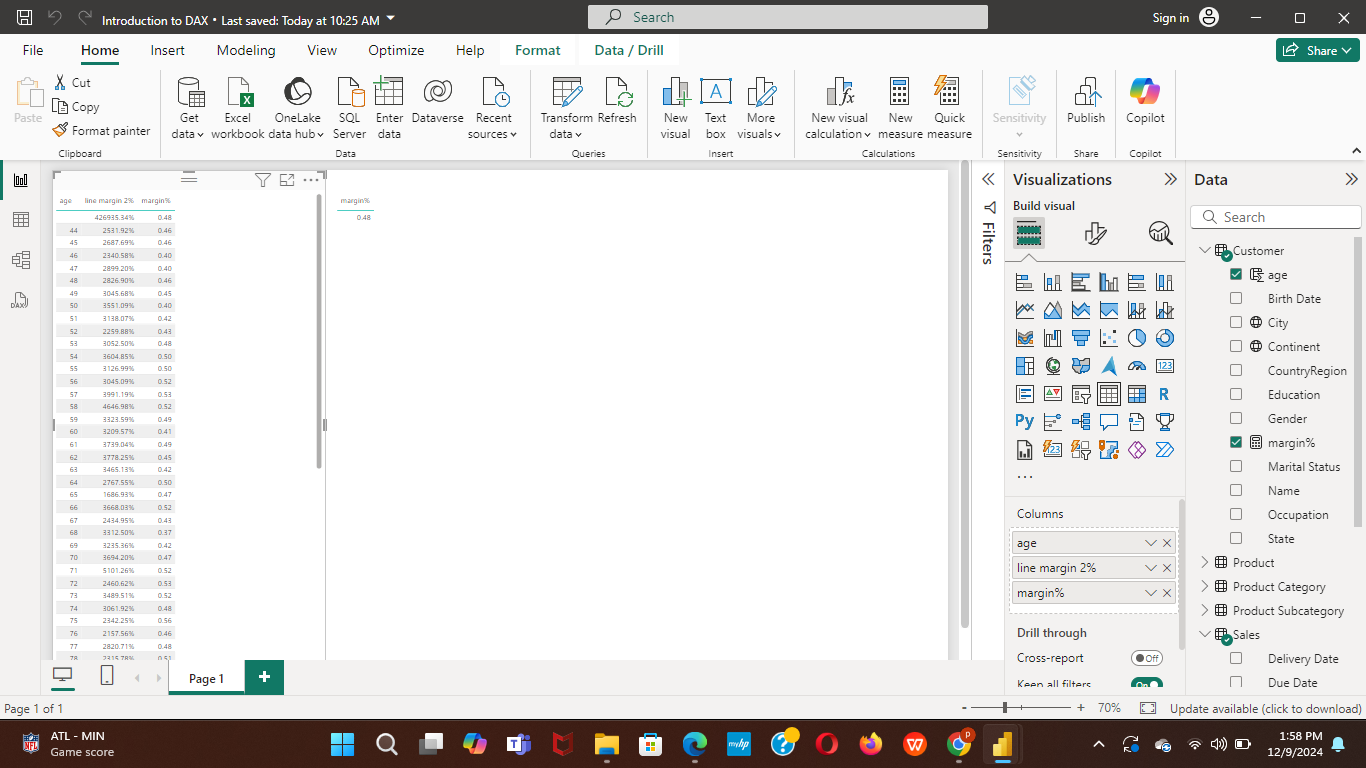 Introduction to DAX • Last saved: Today at 10:25 AM
Search
Sign in
File Home Insert Modeling View Optimize Help Format Data / Drill
Share
Paste
Cut
Copy
Format painter
Clipboard
Get data
Excel workbook
OneLake data hub
SQL Server
Enter data
Dataverse
Recent sources
Data
Transform data
Refresh
Queries
New visual
Text box
More visuals
Insert
New visual calculation
New measure
Quick measure
Calculations
Sensitivity
Sensitivity
Publish
Share
Copilot
Copilot
age line margin 2% margin%
426935.34% 0.48
44 2531.92% 0.46
45 2687.69% 0.46
46 2340.58% 0.40
47 2899.20% 0.40
48 2826.90% 0.46
49 3045.68% 0.45
50 3551.09% 0.40
51 3138.07% 0.42
52 2259.88% 0.43
53 3052.50% 0.48
54 3604.85% 0.50
55 3126.99% 0.50
56 3045.09% 0.52
57 3991.19% 0.53
58 4646.98% 0.52
59 3323.59% 0.49
60 3209.57% 0.41
61 3739.04% 0.49
62 3778.25% 0.45
63 3465.13% 0.42
64 2767.55% 0.50
65 1686.93% 0.47
66 3668.03% 0.52
67 2434.95% 0.43
68 3312.50% 0.37
69 3235.36% 0.42
70 3694.20% 0.47
71 5101.26% 0.52
72 2460.62% 0.53
73 3489.51% 0.52
74 3061.92% 0.48
75 2342.25% 0.56
76 2157.56% 0.46
77 2820.71% 0.48
78 2315.78% 0.51
margin%
0.48
Filters
Visualizations
Build visual
R
Py
123
Columns
age
line margin 2%
margin%
Drill through
Cross-report
Off
Keep all filters
On
Data
Search
Customer
age
Birth Date
City
Continent
CountryRegion
Education
Gender
margin%
Marital Status
Name
Occupation
State
Product
Product Category
Product Subcategory
Sales
Delivery Date
Due Date
Page 1
Page 1 of 1
70%
Update available (click to download)
ATL - MIN
Game score
1:58 PM
12/9/2024